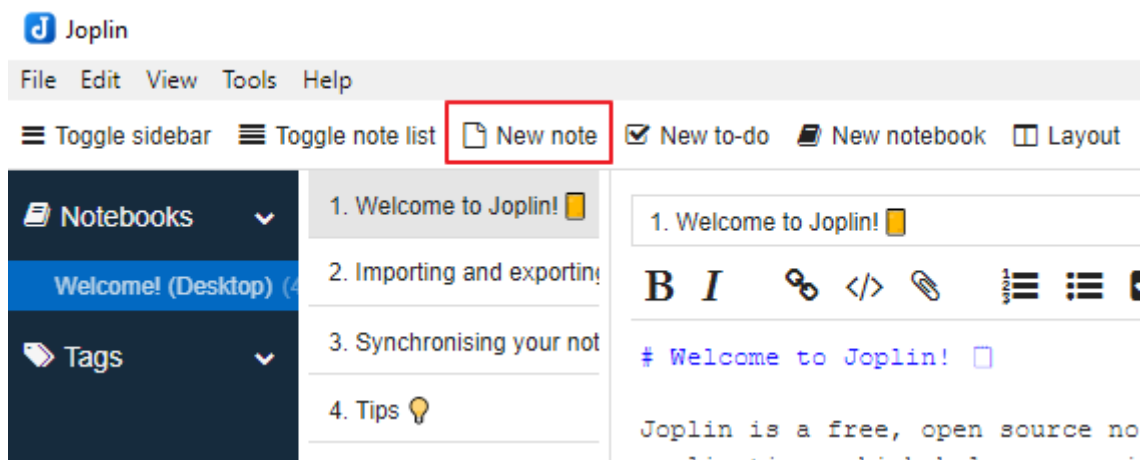 Joplin
File Edit View Tools Help
Toggle sidebar Toggle note list New note New to-do New notebook Layout
Notebooks
Welcome! (Desktop) (4
Tags
1. Welcome to Joplin!
2. Importing and exporting
3. Synchronising your not
4. Tips
1. Welcome to Joplin!
B I
# Welcome to Joplin!
Joplin is a free, open source no